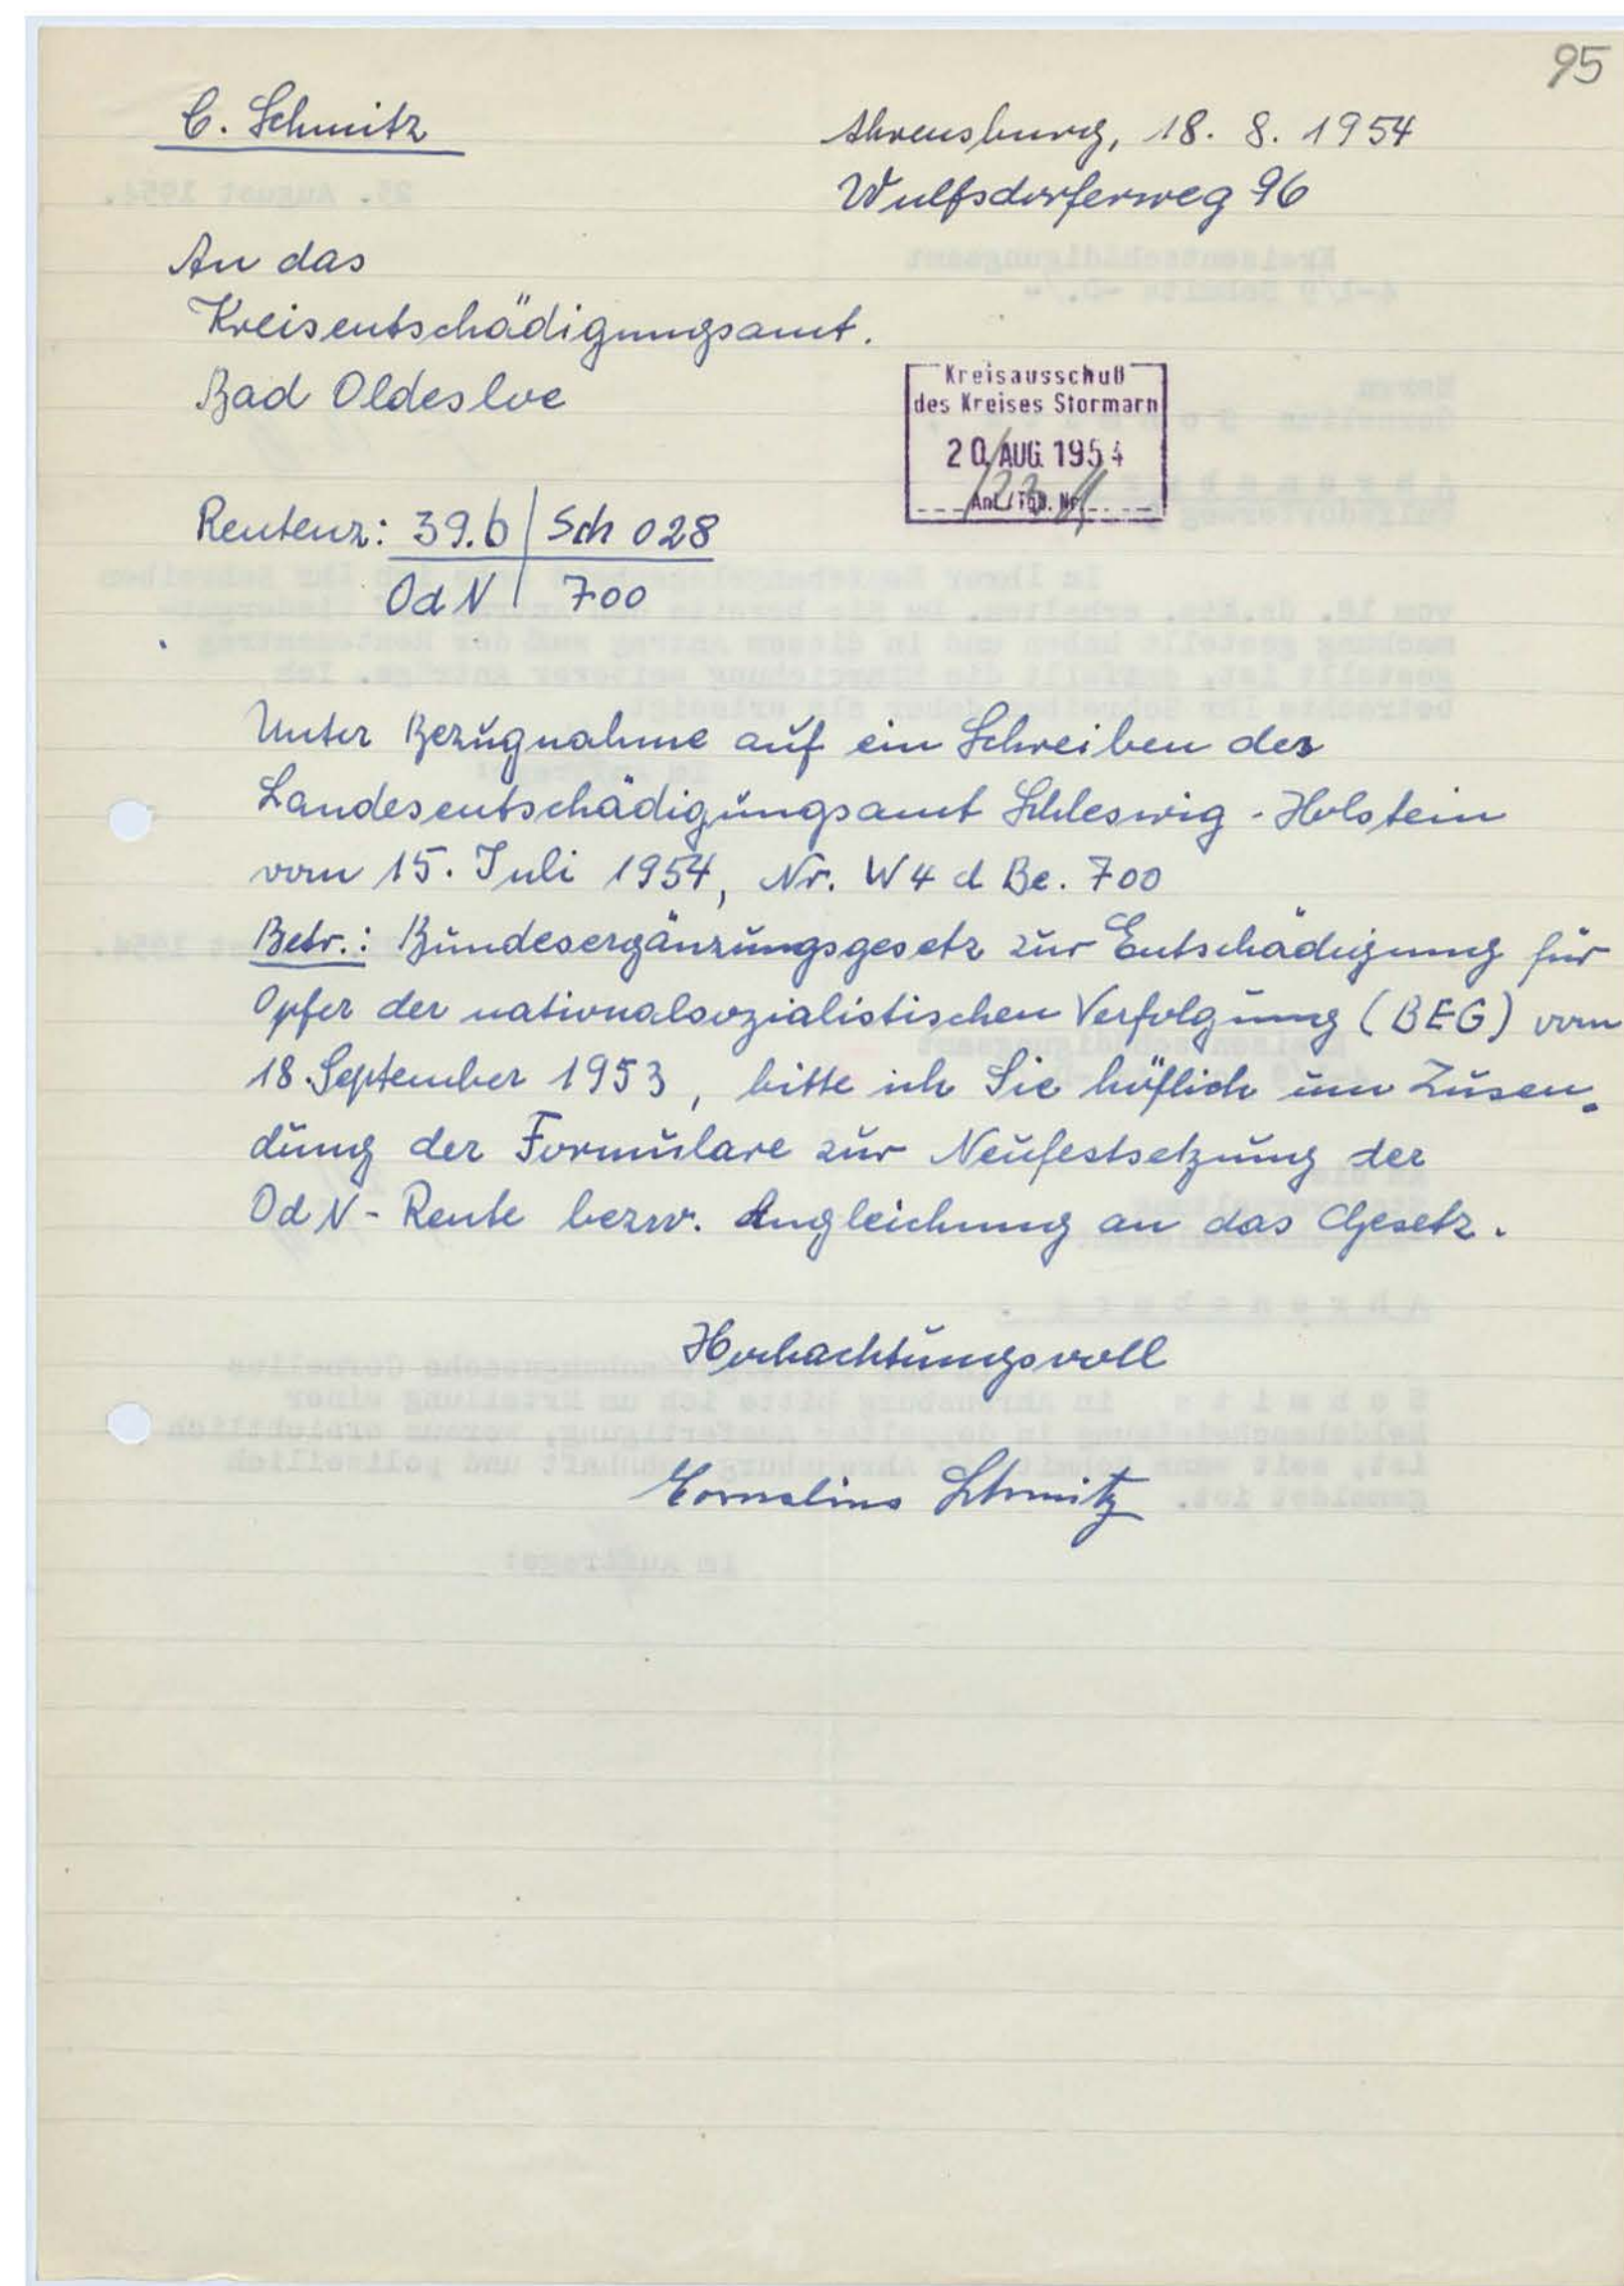 95
C. Schmitz
Ahrensburg, 18. 8. 1954
Wulfsdorferweg 96
An das
Kreisentschädigungsamt.
Bad Oldesloe
Kreisausschuß
des Kreises Stormarn
20. AUG. 1954
Anl./Tgb. Nr.
Rentenz: 39.b / Sch 028
OdN / 700
Unter Bezugnahme auf ein Schreiben des
Landesentschädigungsamt Schleswig-Holstein
vom 15. Juli 1954, Nr. W4 d Be. 700
Betr.: Bundesergänzungsgesetz zur Entschädigung für
Opfer der nationalsozialistischen Verfolgung (BEG) vom
18. September 1953, bitte ich Sie höflich um Zusen-
dung der Formulare zur Neufestsetzung der
OdN-Rente bezw. Angleichung an das Gesetz.
Hochachtungsvoll
Cornelius Schmitz